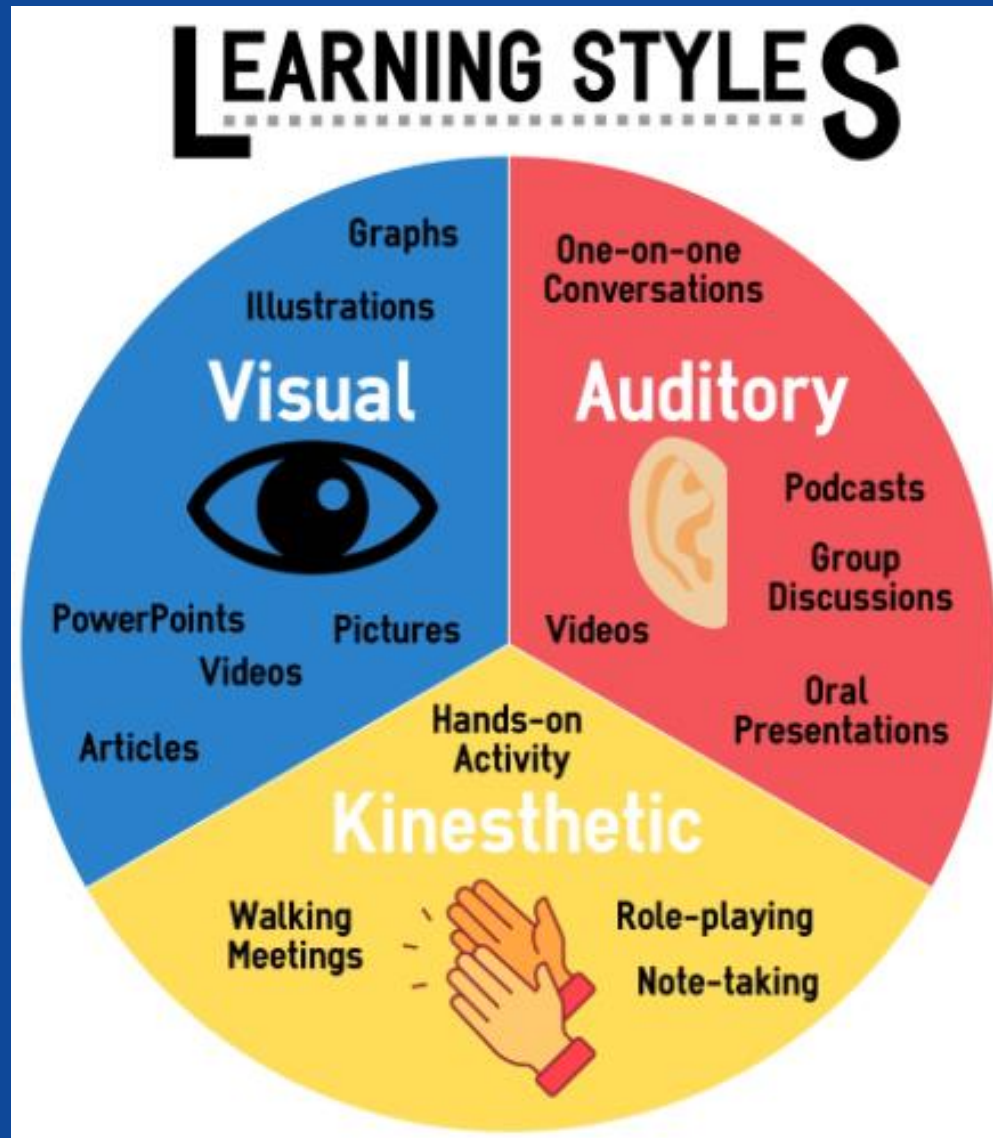 LEARNING STYLES
Graphs
Illustrations
Visual
PowerPoints
Pictures
Videos
Articles
One-on-one
Conversations
Auditory
Podcasts
Group
Discussions
Videos
Oral
Presentations
Hands-on
Activity
Kinesthetic
Walking
Meetings
Role-playing
Note-taking